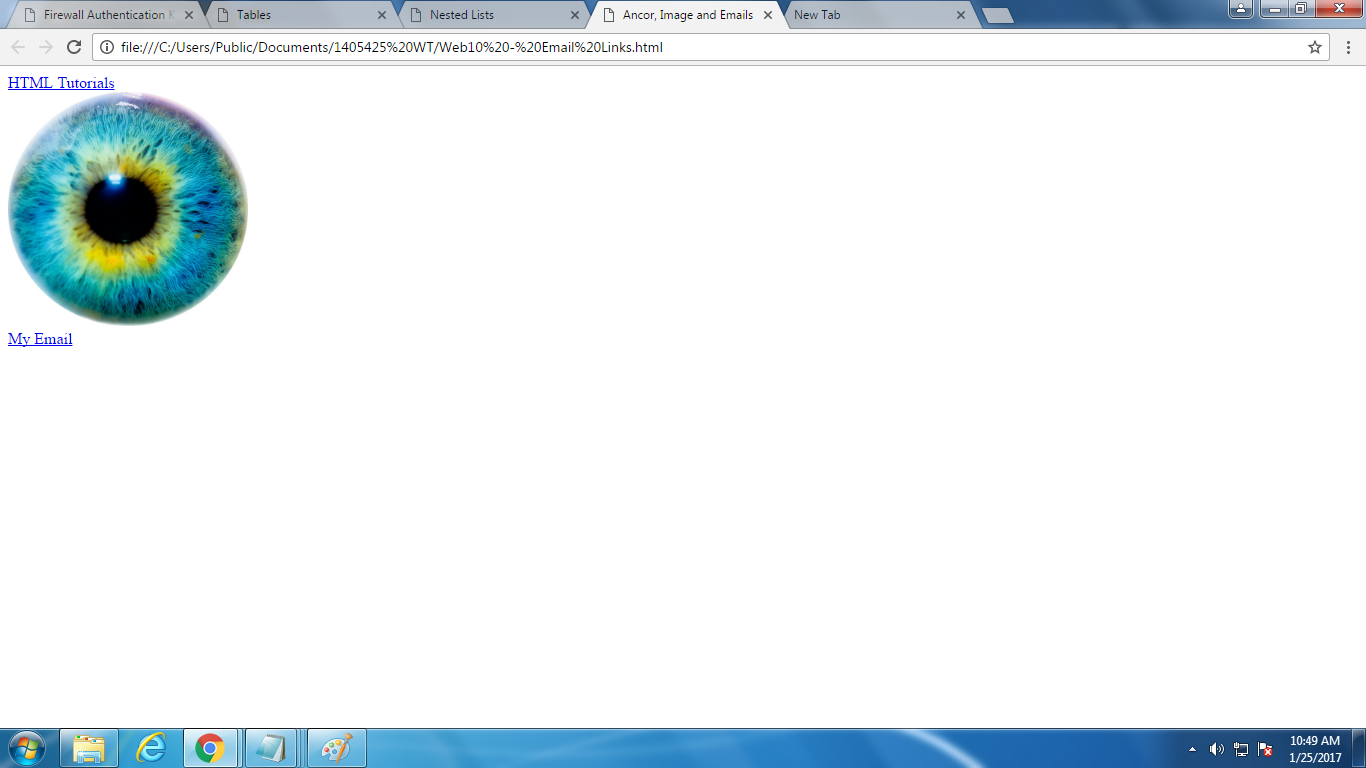 Firewall Authentication K
Tables
Nested Lists
Ancor, Image and Emails
New Tab
file:///C:/Users/Public/Documents/1405425%20WT/Web10%20-%20Email%20Links.html
HTML Tutorials
My Email
10:49 AM
1/25/2017